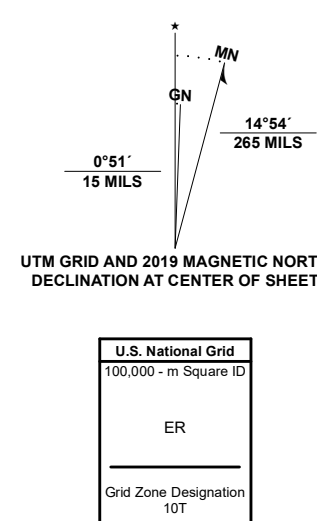 ★
MN
GN
14°54´
265 MILS
0°51´
15 MILS
UTM GRID AND 2019 MAGNETIC NORT
DECLINATION AT CENTER OF SHEET
U.S. National Grid
100,000 - m Square ID
ER
Grid Zone Designation
10T